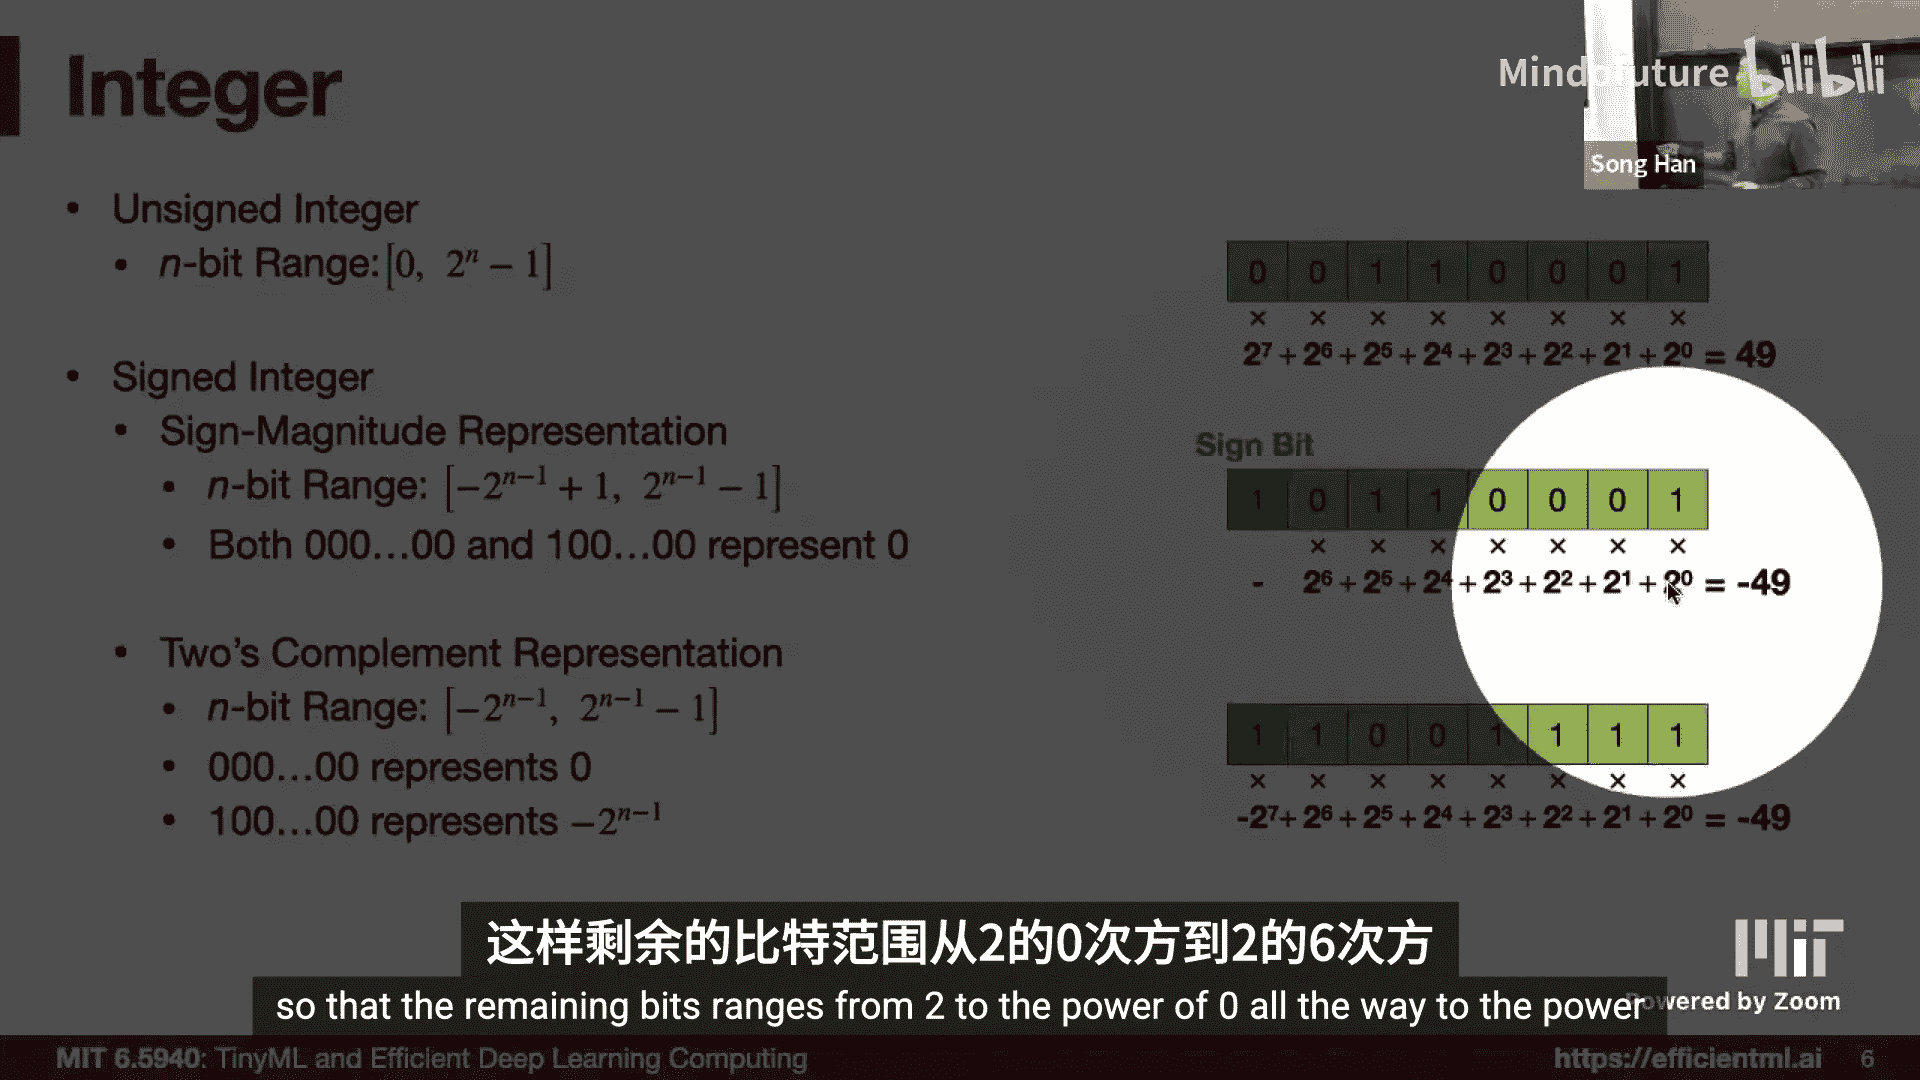 Integer
Mindofuture bilibili
Song Han
• Unsigned Integer
• n-bit Range: [0, 2ⁿ − 1]
0 0 1 1 0 0 0 1
× × × × × × × ×
2⁷ + 2⁶ + 2⁵ + 2⁴ + 2³ + 2² + 2¹ + 2⁰ = 49
• Signed Integer
• Sign-Magnitude Representation
• n-bit Range: [−2ⁿ⁻¹ + 1, 2ⁿ⁻¹ − 1]
• Both 000…00 and 100…00 represent 0
Sign Bit
1 0 1 1 0 0 0 1
× × × × × × ×
- 2⁶ + 2⁵ + 2⁴ + 2³ + 2² + 2¹ + 2⁰ = -49
• Two's Complement Representation
• n-bit Range: [−2ⁿ⁻¹, 2ⁿ⁻¹ − 1]
• 000…00 represents 0
• 100…00 represents −2ⁿ⁻¹
1 1 0 0 1 1 1 1
× × × × × × × ×
-2⁷+ 2⁶ + 2⁵ + 2⁴ + 2³ + 2² + 2¹ + 2⁰ = -49
这样剩余的比特范围从2的0次方到2的6次方
so that the remaining bits ranges from 2 to the power of 0 all the way to the power
MIT
Powered by Zoom
MIT 6.5940: TinyML and Efficient Deep Learning Computing
https://efficientml.ai 6